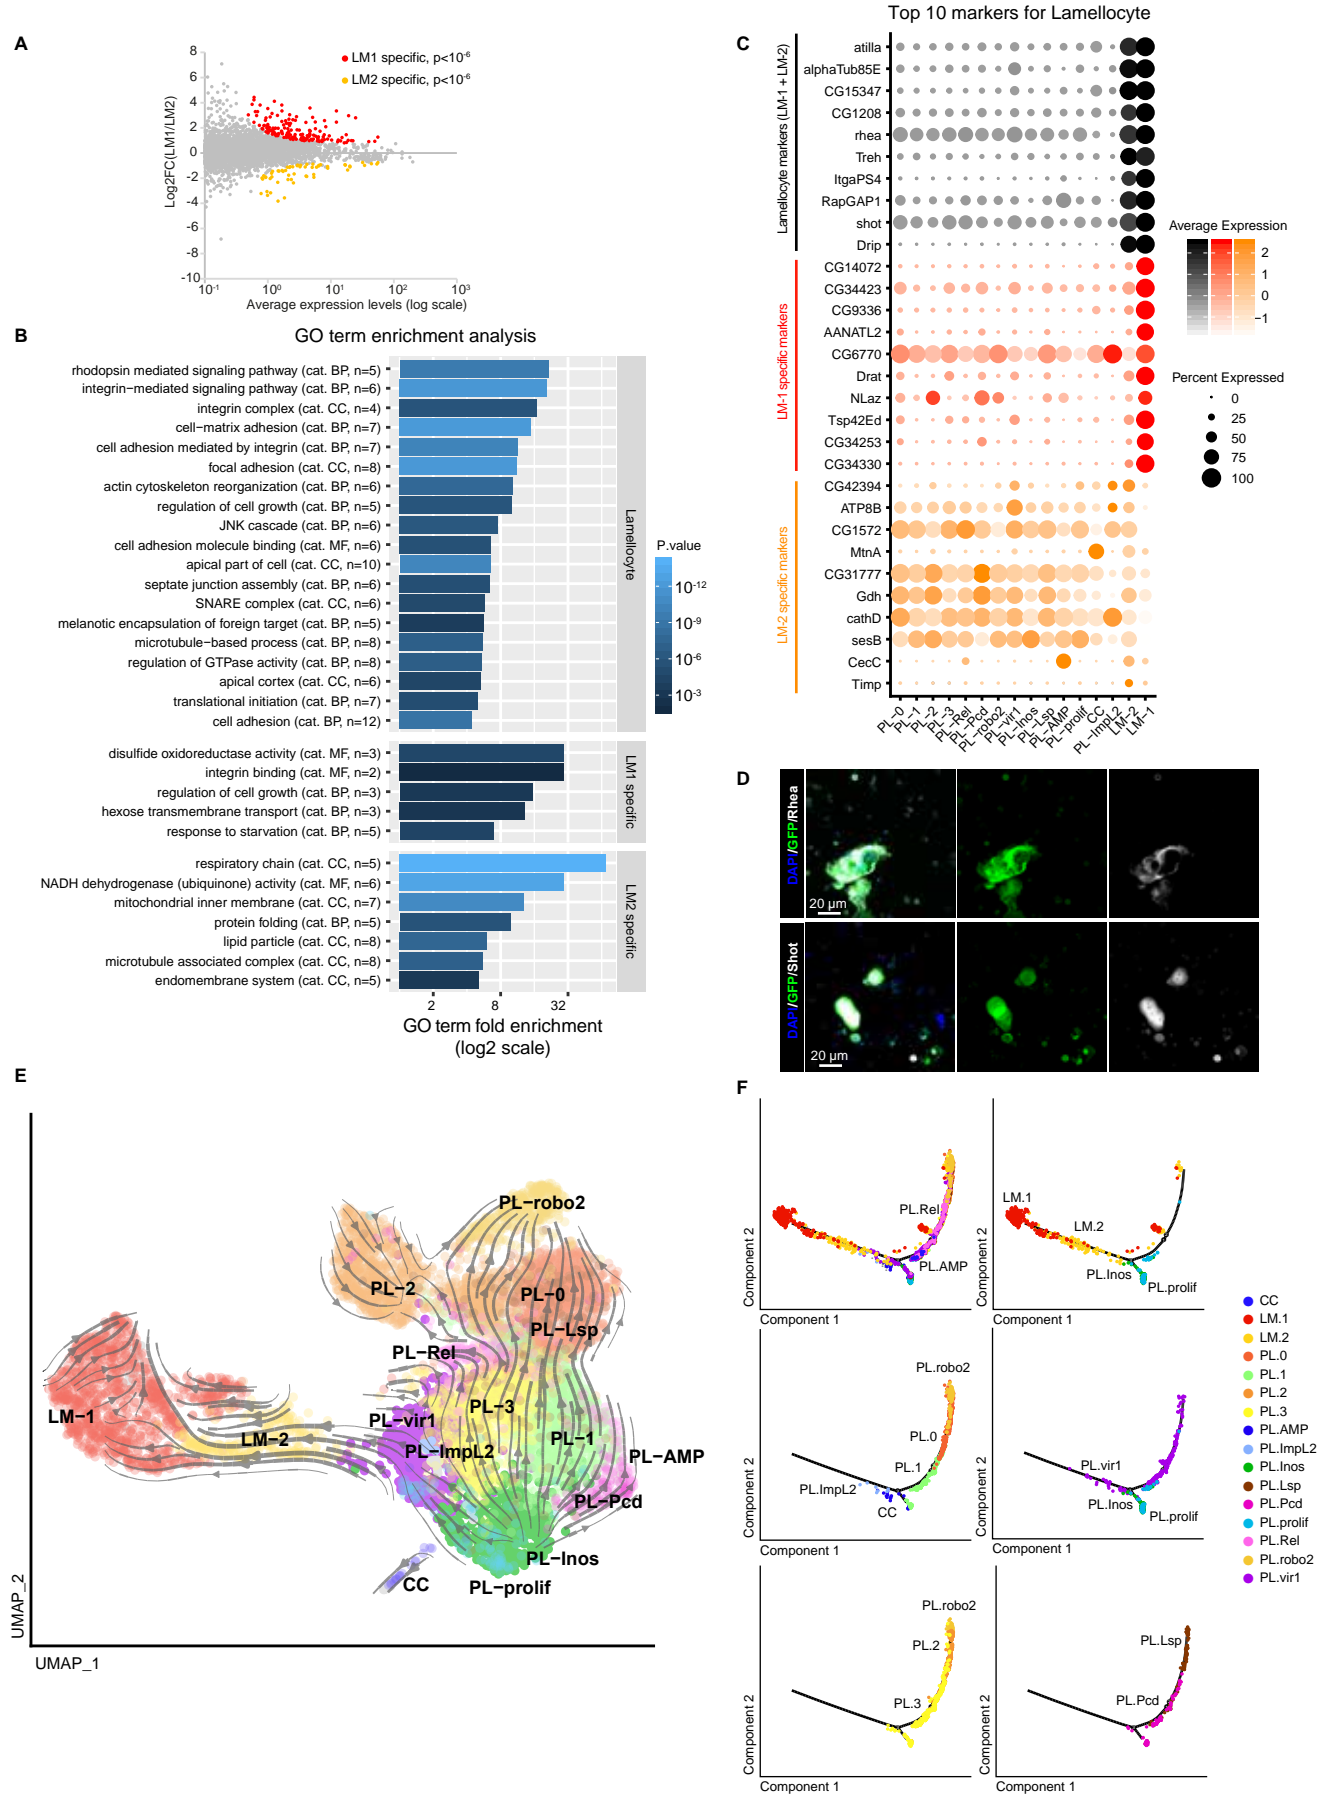 A
8
6
4
2
0
-2
-4
-6
-8
-10
Log2FC(LM1/LM2)
LM1 specific, p<10-6
LM2 specific, p<10-6
10-1 100 101 102 103
Average expression levels (log scale)
B
GO term enrichment analysis
rhodopsin mediated signaling pathway (cat. BP, n=5)
integrin−mediated signaling pathway (cat. BP, n=6)
integrin complex (cat. CC, n=4)
cell−matrix adhesion (cat. BP, n=7)
cell adhesion mediated by integrin (cat. BP, n=7)
focal adhesion (cat. CC, n=8)
actin cytoskeleton reorganization (cat. BP, n=6)
regulation of cell growth (cat. BP, n=5)
JNK cascade (cat. BP, n=6)
cell adhesion molecule binding (cat. MF, n=6)
apical part of cell (cat. CC, n=10)
septate junction assembly (cat. BP, n=6)
SNARE complex (cat. CC, n=6)
melanotic encapsulation of foreign target (cat. BP, n=5)
microtubule−based process (cat. BP, n=8)
regulation of GTPase activity (cat. BP, n=8)
apical cortex (cat. CC, n=6)
translational initiation (cat. BP, n=7)
cell adhesion (cat. BP, n=12)
Lamellocyte
disulfide oxidoreductase activity (cat. MF, n=3)
integrin binding (cat. MF, n=2)
regulation of cell growth (cat. BP, n=3)
hexose transmembrane transport (cat. BP, n=3)
response to starvation (cat. BP, n=5)
LM1 specific
respiratory chain (cat. CC, n=5)
NADH dehydrogenase (ubiquinone) activity (cat. MF, n=6)
mitochondrial inner membrane (cat. CC, n=7)
protein folding (cat. BP, n=5)
lipid particle (cat. CC, n=8)
microtubule associated complex (cat. CC, n=8)
endomembrane system (cat. CC, n=5)
LM2 specific
2 8 32
GO term fold enrichment
(log2 scale)
P.value
10-12
10-9
10-6
10-3
C
Top 10 markers for Lamellocyte
Lamellocyte markers (LM-1 + LM-2)
atilla
alphaTub85E
CG15347
CG1208
rhea
Treh
ItgaPS4
RapGAP1
shot
Drip
LM-1 specific markers
CG14072
CG34423
CG9336
AANATL2
CG6770
Drat
NLaz
Tsp42Ed
CG34253
CG34330
LM-2 specific markers
CG42394
ATP8B
CG1572
MtnA
CG31777
Gdh
cathD
sesB
CecC
Timp
PL−0 PL−1 PL−2 PL−3 PL−Rel PL−Pcd PL−robo2 PL−vir1 PL−Inos PL−Lsp PL−AMP PL−prolif CC PL−ImpL2 LM−2 LM−1
Average Expression
2
1
0
−1
Percent Expressed
0
25
50
75
100
D
DAPI/GFP/Rhea
20 µm
DAPI/GFP/Shot
20 µm
E
PL−robo2
PL−2
PL−0
PL−Lsp
PL−Rel
PL−3
LM−1
PL−vir1
LM−2
PL−1
PL−ImpL2
PL−AMP
PL−Pcd
PL−Inos
CC
PL−prolif
UMAP_2
UMAP_1
F
PL.Rel
PL.AMP
Component 2
Component 1
LM.1
LM.2
PL.Inos
PL.prolif
Component 2
Component 1
PL.robo2
PL.0
PL.1
PL.ImpL2
CC
Component 2
Component 1
PL.vir1
PL.Inos
PL.prolif
Component 2
Component 1
PL.robo2
PL.2
PL.3
Component 2
Component 1
PL.Lsp
PL.Pcd
Component 2
Component 1
CC
LM.1
LM.2
PL.0
PL.1
PL.2
PL.3
PL.AMP
PL.ImpL2
PL.Inos
PL.Lsp
PL.Pcd
PL.prolif
PL.Rel
PL.robo2
PL.vir1